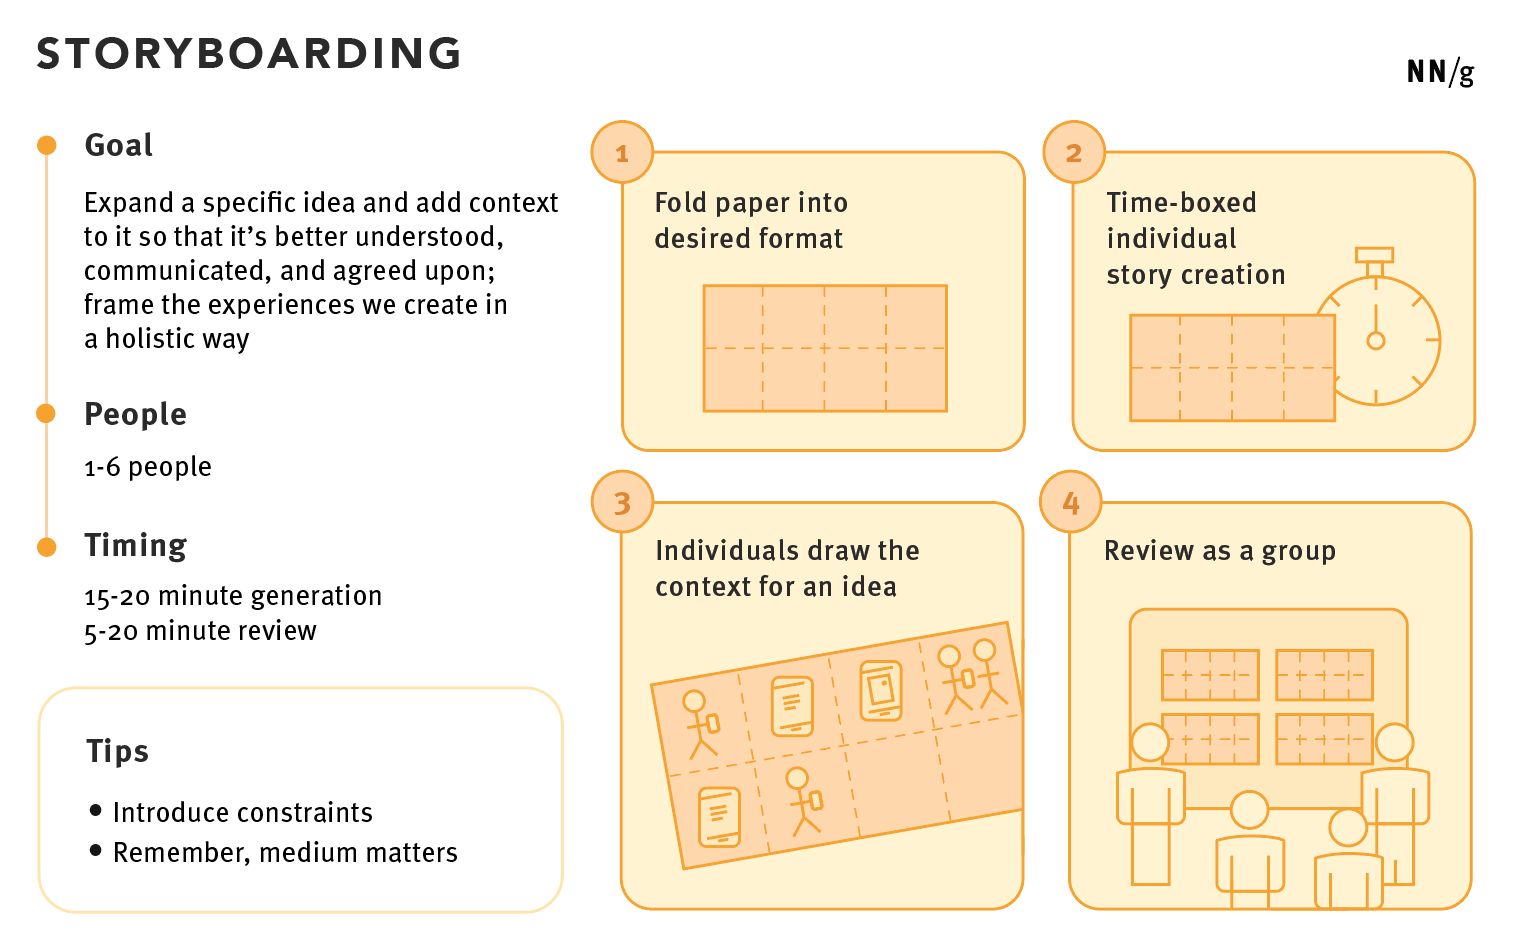 STORYBOARDING
NN/g
Goal
Expand a specific idea and add context
to it so that it’s better understood,
communicated, and agreed upon;
frame the experiences we create in
a holistic way
People
1-6 people
Timing
15-20 minute generation
5-20 minute review
Tips
• Introduce constraints
• Remember, medium matters
1
Fold paper into
desired format
2
Time-boxed
individual
story creation
3
Individuals draw the
context for an idea
4
Review as a group